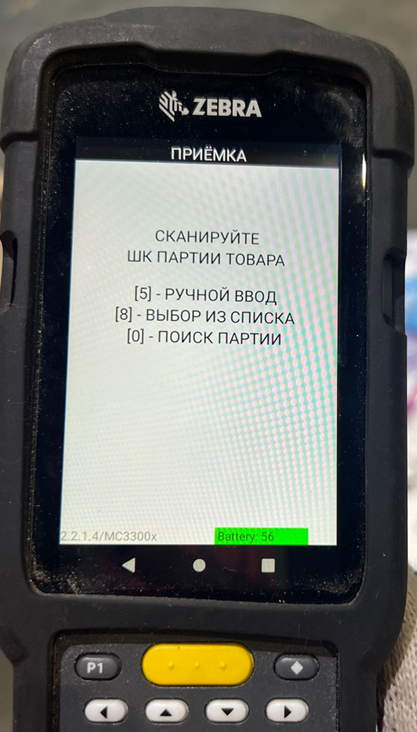 ZEBRA
ПРИЁМКА
СКАНИРУЙТЕ
ШК ПАРТИИ ТОВАРА
[5] - РУЧНОЙ ВВОД
[8] - ВЫБОР ИЗ СПИСКА
[0] - ПОИСК ПАРТИИ
2.2.1.4/MC3300x Battery: 56
P1